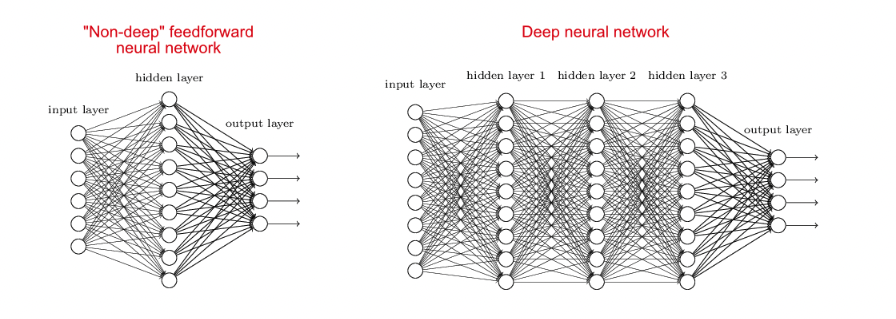 "Non-deep" feedforward
neural network
hidden layer
input layer
output layer
Deep neural network
hidden layer 1 hidden layer 2 hidden layer 3
input layer
output layer